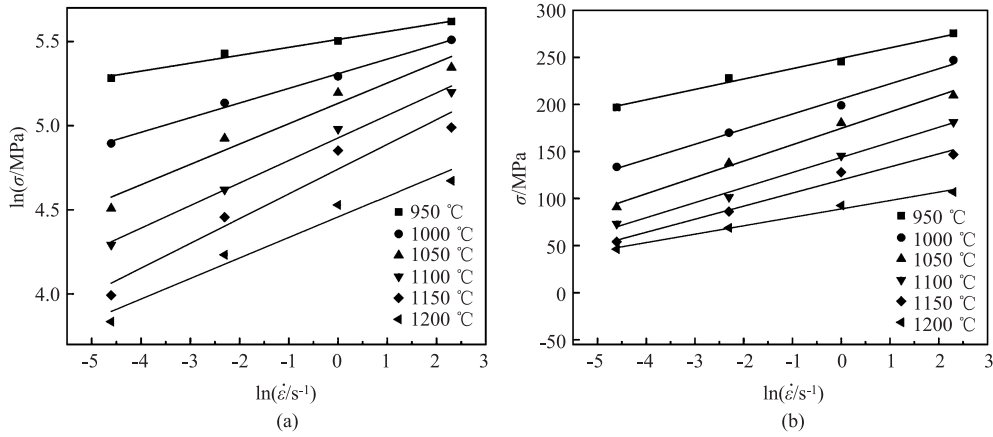 (a)
ln(σ/MPa)
5.5
5.0
4.5
4.0
950 ℃
1000 ℃
1050 ℃
1100 ℃
1150 ℃
1200 ℃
-5 -4 -3 -2 -1 0 1 2 3
ln(ε̇/s⁻¹)
(a)
(b)
σ/MPa
300
250
200
150
100
50
0
-50
950 ℃
1000 ℃
1050 ℃
1100 ℃
1150 ℃
1200 ℃
-5 -4 -3 -2 -1 0 1 2 3
ln(ε̇/s⁻¹)
(b)